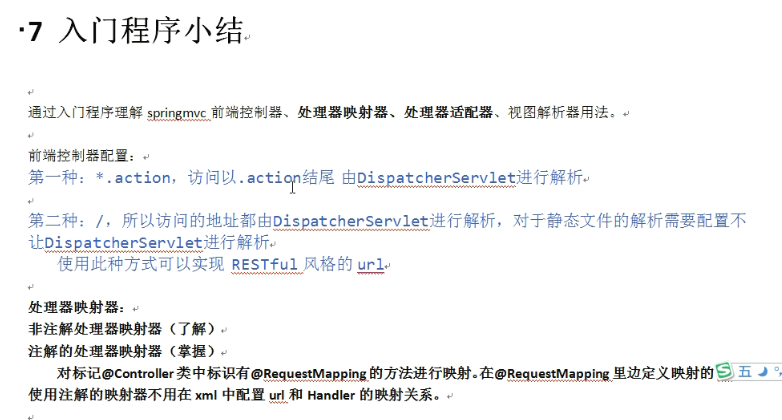 ·7 入门程序小结
通过入门程序理解 springmvc 前端控制器、处理器映射器、处理器适配器、视图解析器用法。
前端控制器配置：
第一种：*.action，访问以.action结尾 由DispatcherServlet进行解析
第二种：/，所以访问的地址都由DispatcherServlet进行解析，对于静态文件的解析需要配置不
让DispatcherServlet进行解析
使用此种方式可以实现 RESTful 风格的 url
处理器映射器：
非注解处理器映射器（了解）
注解的处理器映射器（掌握）
对标记@Controller 类中标识有@RequestMapping 的方法进行映射。在@RequestMapping 里边定义映射的
使用注解的映射器不用在 xml 中配置 url 和 Handler 的映射关系。
五